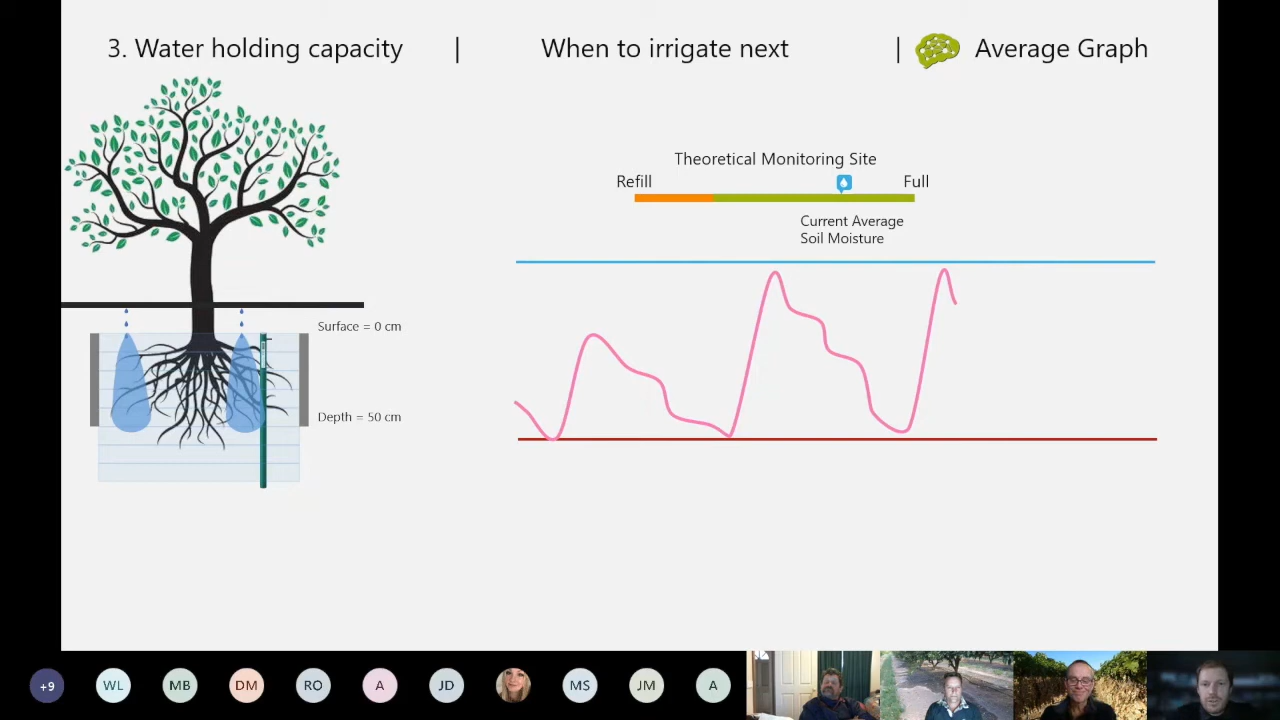 3. Water holding capacity | When to irrigate next | Average Graph
Theoretical Monitoring Site
Refill Full
Current Average
Soil Moisture
Surface = 0 cm
Depth = 50 cm
+9 WL MB DM RO A JD MS JM A